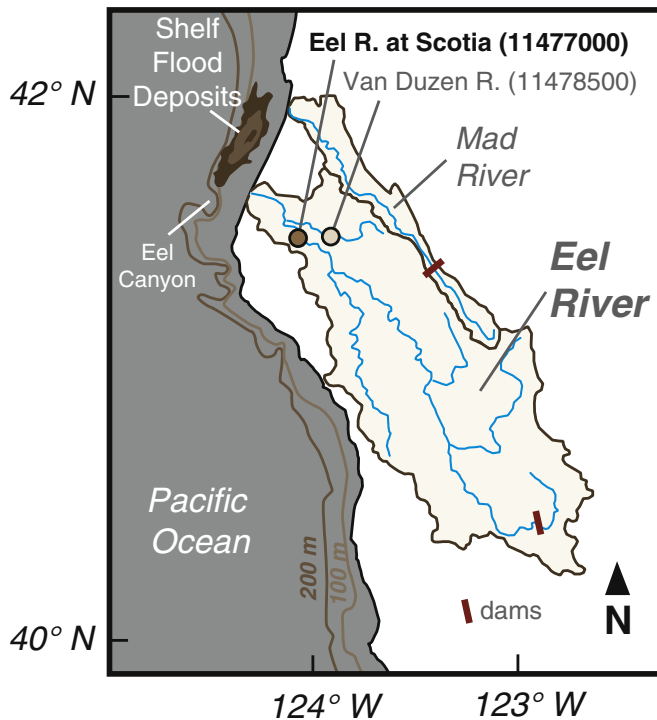 Shelf
Flood
Deposits
Eel R. at Scotia (11477000)
Van Duzen R. (11478500)
42° N
Mad
River
Eel
Canyon
Eel
River
Pacific
Ocean
200 m
100 m
dams
N
40° N
124° W
123° W